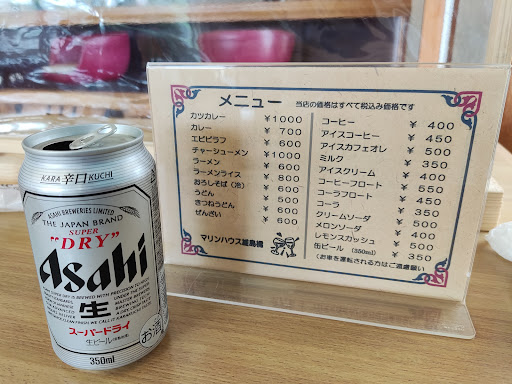 KARA 辛口 KUCHI
ASAHI BREWERIES LIMITED
THE JAPAN BRAND
SUPER
"DRY"
Asahi
生
スーパードライ
生ビール
お酒
350ml
メニュー 当店の価格はすべて税込み価格です
カツカレー ¥1000
カレー ¥700
エビピラフ ¥600
チャーシューメン ¥1000
ラーメン ¥600
ラーメンライス ¥800
おろしそば(冷) ¥600
うどん
きつねうどん ¥600
ぜんざい ¥500
マリンハウス城島橋
コーヒー ¥400
アイスコーヒー ¥450
アイスカフェオレ ¥500
ミルク ¥350
アイスクリーム ¥400
コーヒーフロート ¥550
コーラフロート
コーラ ¥350
クリームソーダ ¥500
メロンソーダ
レモンスカッシュ ¥500
缶ビール (350ml) ¥400
(お車を運転される方はご遠慮願い